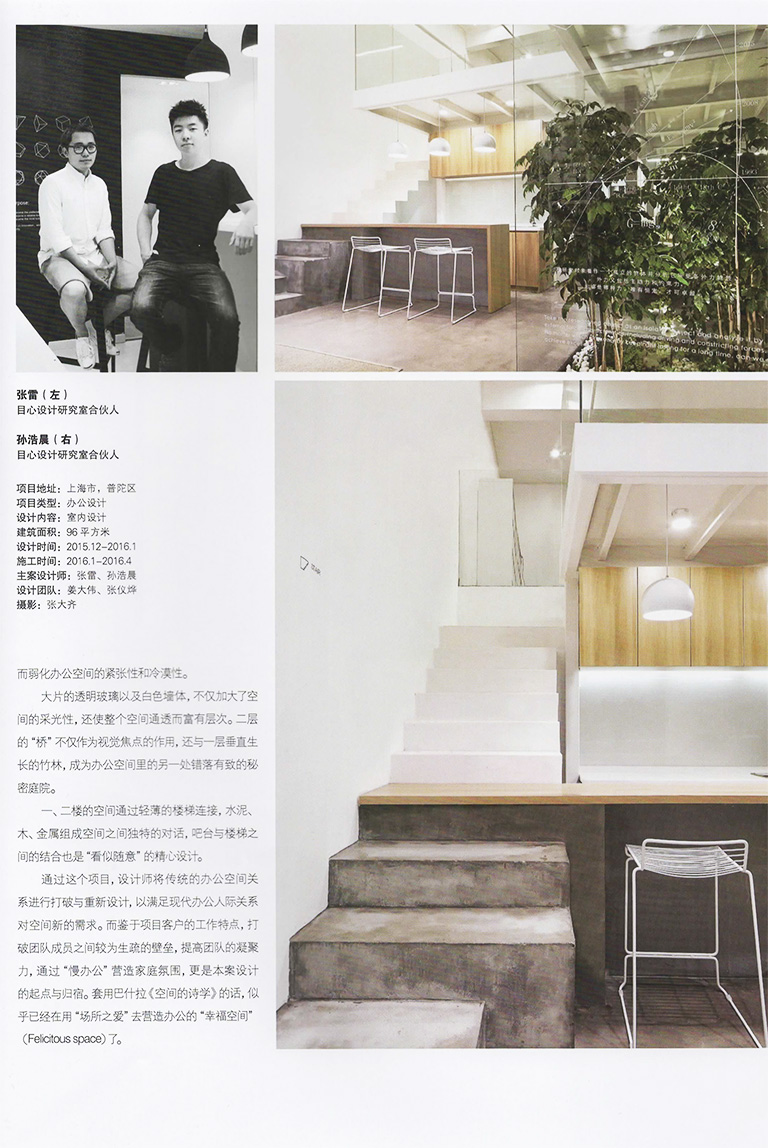 张雷（左）
目心设计研究室合伙人
孙浩晨（右）
目心设计研究室合伙人
项目地址：上海市，普陀区
项目类型：办公设计
设计内容：室内设计
建筑面积：96 平方米
设计时间：2015.12-2016.1
施工时间：2016.1-2016.4
主案设计师：张雷、孙浩晨
设计团队：姜大伟、张仪烨
摄影：张大齐
而弱化办公空间的紧张性和冷漠性。
大片的透明玻璃以及白色墙体，不仅加大了空
间的采光性，还使整个空间通透而富有层次。二层
的“桥”不仅作为视觉焦点的作用，还与一层垂直生
长的竹林，成为办公空间里的另一处错落有致的秘
密庭院。
一、二楼的空间通过轻薄的楼梯连接，水泥、
木、金属组成空间之间独特的对话，吧台与楼梯之
间的结合也是“看似随意”的精心设计。
通过这个项目，设计师将传统的办公空间关
系进行打破与重新设计，以满足现代办公人际关系
对空间新的需求。而鉴于项目客户的工作特点，打
破团队成员之间较为生疏的壁垒，提高团队的凝聚
力，通过“慢办公”营造家庭氛围，更是本案设计
的起点与归宿。套用巴什拉《空间的诗学》的话，似
乎已经在用“场所之爱”去营造办公的“幸福空间”
（Felicitous space）了。
1993
and constricting forces
for a long time, can